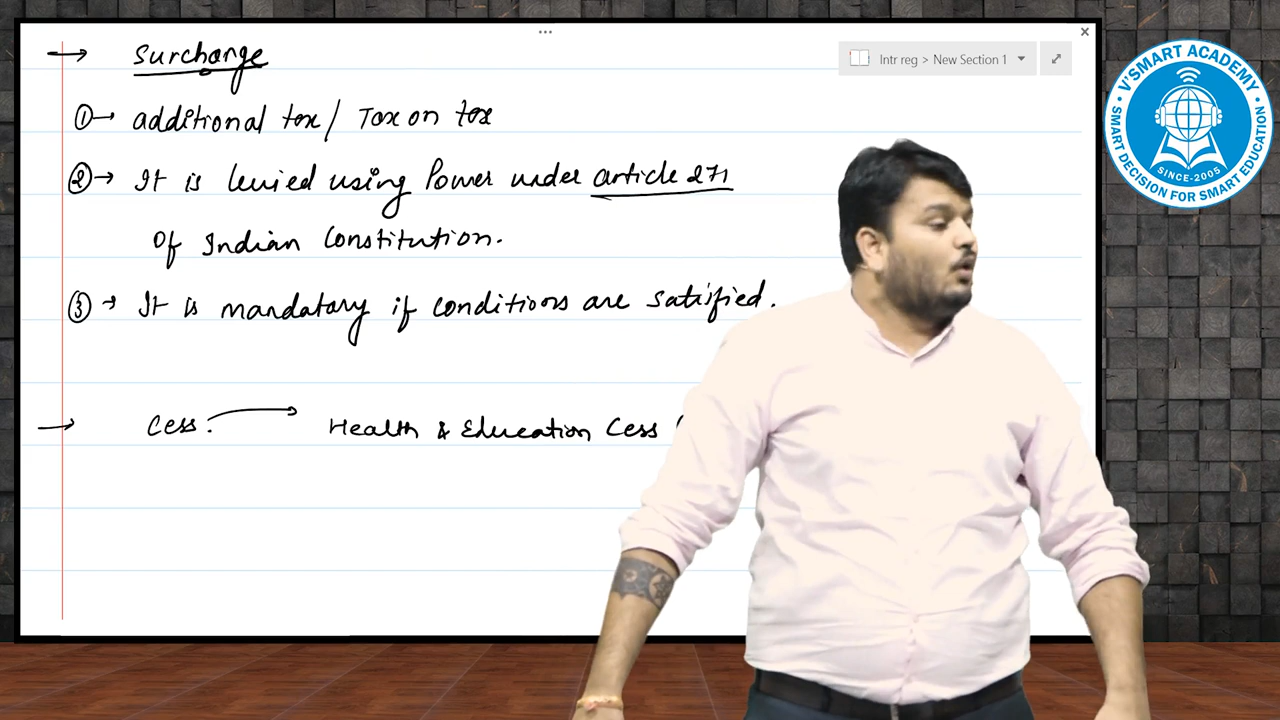 → Surcharge
① → additional tax / Tax on tax
② → It is levied using Power under article 271
of Indian Constitution.
③ → It is mandatory if conditions are satisfied.
→ Cess. → Health & Education Cess (
Intr reg > New Section 1
V'SMART ACADEMY
SINCE-2005
SMART DECISION FOR SMART EDUCATION